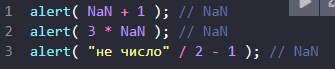 1 alert( NaN + 1 ); // NaN
2 alert( 3 * NaN ); // NaN
3 alert( "не число" / 2 - 1 ); // NaN